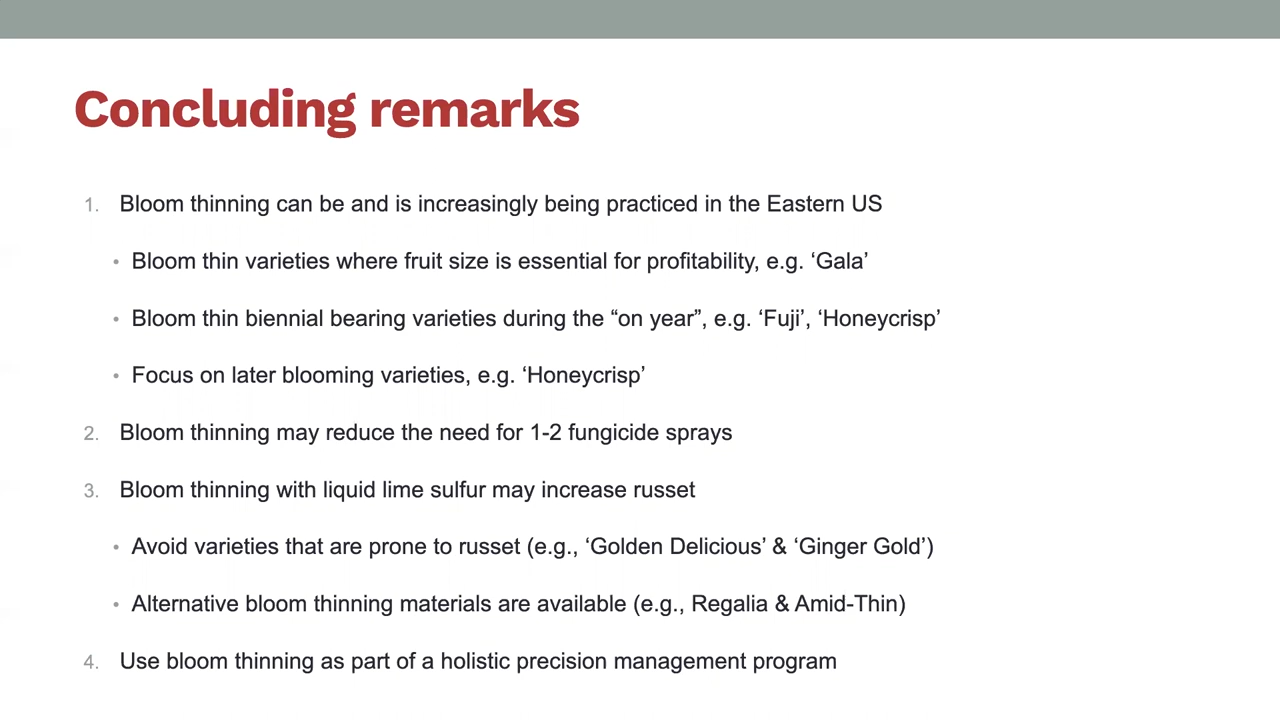 Concluding remarks
1. Bloom thinning can be and is increasingly being practiced in the Eastern US
• Bloom thin varieties where fruit size is essential for profitability, e.g. ‘Gala’
• Bloom thin biennial bearing varieties during the “on year”, e.g. ‘Fuji’, ‘Honeycrisp’
• Focus on later blooming varieties, e.g. ‘Honeycrisp’
2. Bloom thinning may reduce the need for 1-2 fungicide sprays
3. Bloom thinning with liquid lime sulfur may increase russet
• Avoid varieties that are prone to russet (e.g., ‘Golden Delicious’ & ‘Ginger Gold’)
• Alternative bloom thinning materials are available (e.g., Regalia & Amid-Thin)
4. Use bloom thinning as part of a holistic precision management program